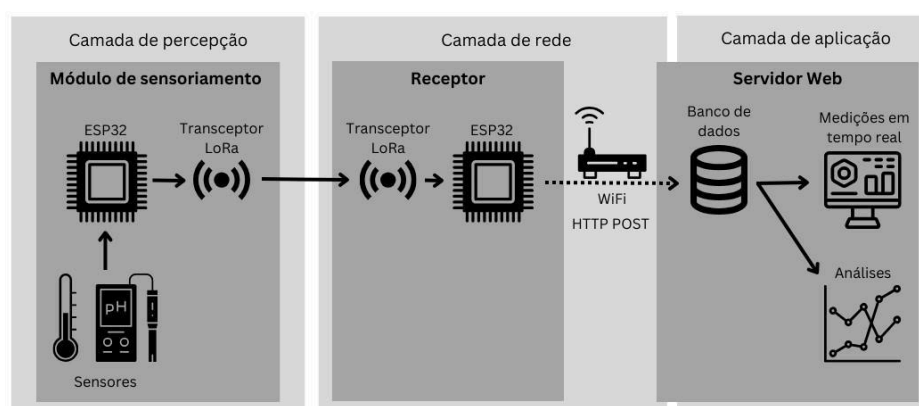 Camada de percepção
Camada de rede
Camada de aplicação
Módulo de sensoriamento
Receptor
Servidor Web
ESP32
Transceptor
LoRa
Transceptor
LoRa
ESP32
Banco de
dados
Medições em
tempo real
WiFi
HTTP POST
pH
Sensores
Análises